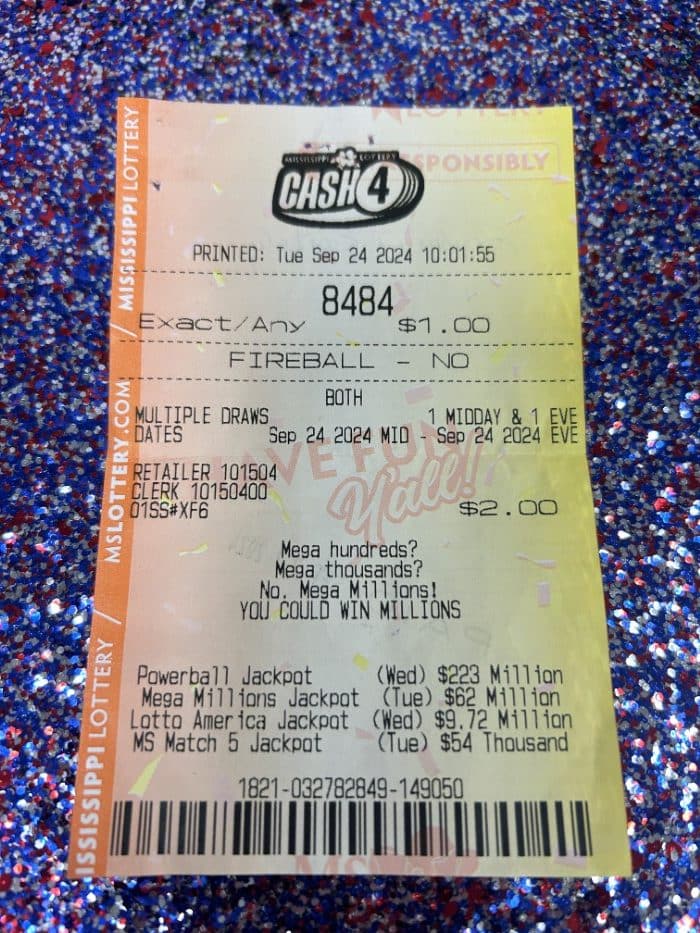 LOTTERY
RESPONSIBLY
MISSISSIPPI LOTTERY
CASH 4
PRINTED: Tue Sep 24 2024 10:01:55
8484
Exact/Any $1.00
FIREBALL - NO
BOTH
MULTIPLE DRAWS 1 MIDDAY & 1 EVE
DATES Sep 24 2024 MID - Sep 24 2024 EVE
HAVE FUN
Y'all!
RETAILER 101504
CLERK 10150400
01SS#XF6 $2.00
Mega hundreds?
Mega thousands?
No. Mega Millions!
YOU COULD WIN MILLIONS
Powerball Jackpot (Wed) $223 Million
Mega Millions Jackpot (Tue) $62 Million
Lotto America Jackpot (Wed) $9.72 Million
MS Match 5 Jackpot (Tue) $54 Thousand
1821-032782849-149050
ISSISSIPPI LOTTERY / MSLOTTERY.COM / MISSISSIPPI LOTTERY